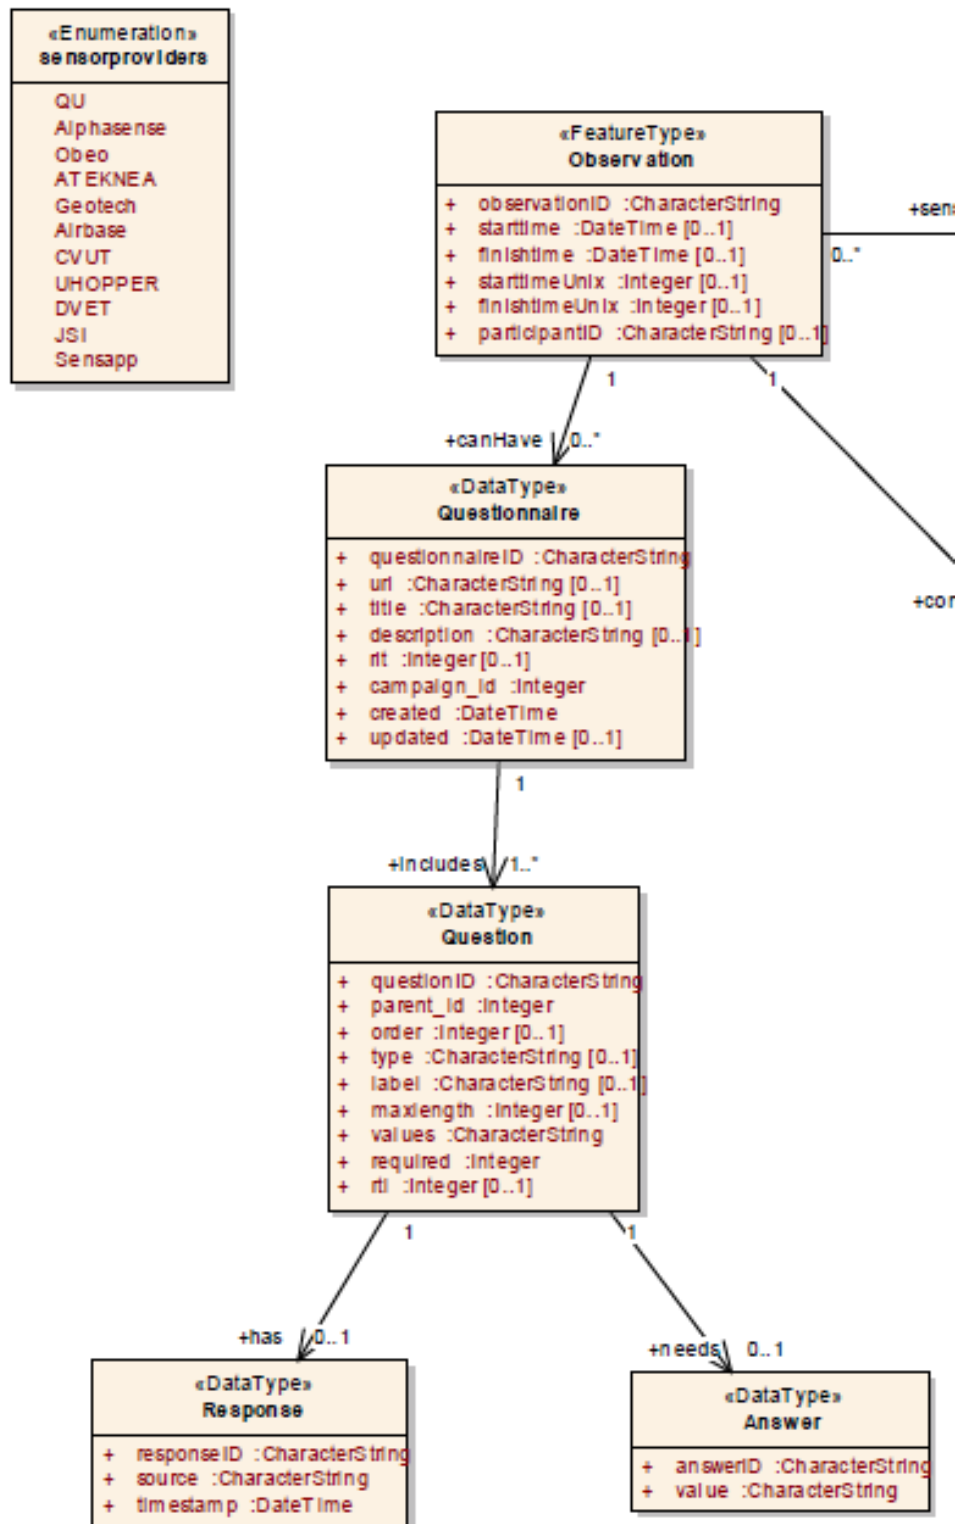 «Enumeration»
sensorproviders
QU
Alphasense
Obeo
ATEKNEA
Geotech
Airbase
CVUT
UHOPPER
DVET
JSI
Sensapp
«FeatureType»
Observation
+ observationID :CharacterString
+ starttime :DateTime [0..1]
+ finishtime :DateTime [0..1]
+ starttimeUnix :Integer [0..1]
+ finishtimeUnix :Integer [0..1]
+ participantID :CharacterString [0..1]
+sens
0..*
1
1
+canHave 0..*
«DataType»
Questionnaire
+ questionnaireID :CharacterString
+ url :CharacterString [0..1]
+ title :CharacterString [0..1]
+ description :CharacterString [0..1]
+ rlt :Integer [0..1]
+ campaign_id :Integer
+ created :DateTime
+ updated :DateTime [0..1]
+con
1
+includes 1..*
«DataType»
Question
+ questionID :CharacterString
+ parent_id :Integer
+ order :Integer [0..1]
+ type :CharacterString [0..1]
+ label :CharacterString [0..1]
+ maxlength :Integer [0..1]
+ values :CharacterString
+ required :Integer
+ rtl :Integer [0..1]
1
1
+has 0..1
+needs 0..1
«DataType»
Response
+ responseID :CharacterString
+ source :CharacterString
+ timestamp :DateTime
«DataType»
Answer
+ answerID :CharacterString
+ value :CharacterString